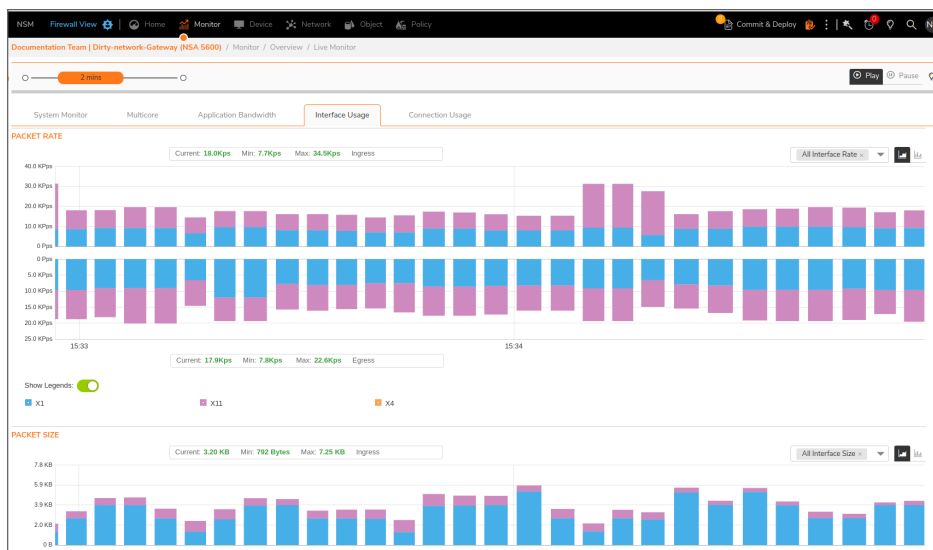 NSM Firewall View Home Monitor Device Network Object Policy Commit & Deploy 0 N
Documentation Team | Dirty-network-Gateway (NSA 5600) / Monitor / Overview / Live Monitor
2 mins Play Pause
System Monitor Multicore Application Bandwidth Interface Usage Connection Usage
PACKET RATE
Current: 18.0Kps Min: 7.7Kps Max: 34.5Kps Ingress All Interface Rate ×
40.0 KPps
30.0 KPps
20.0 KPps
10.0 KPps
0 Pps
0 Pps
5.0 KPps
10.0 KPps
15.0 KPps
20.0 KPps
25.0 KPps
15:33 15:34
Current: 17.9Kps Min: 7.8Kps Max: 22.6Kps Egress
Show Legends:
X1 X11 X4
PACKET SIZE
Current: 3.20 KB Min: 792 Bytes Max: 7.25 KB Ingress All Interface Size ×
7.8 KB
5.9 KB
3.9 KB
2.0 KB
0 B